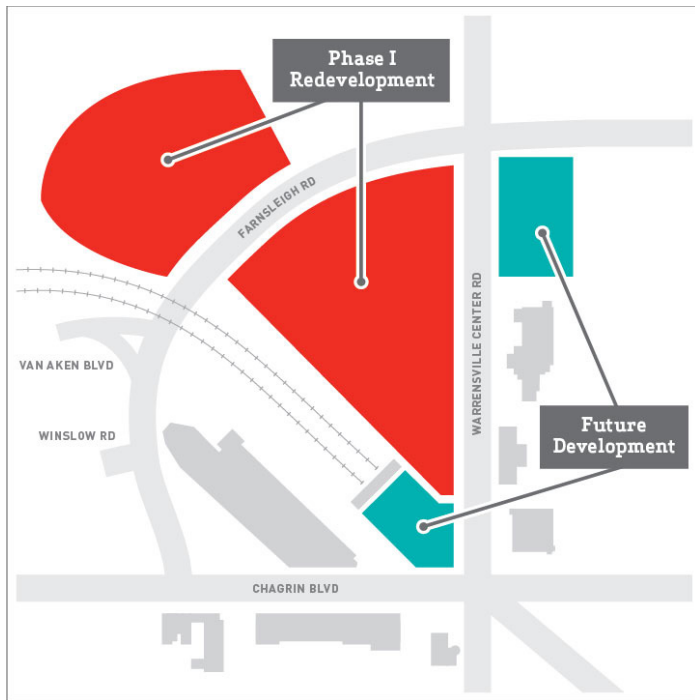 Phase I
Redevelopment
FARNSLEIGH RD
WARRENSVILLE CENTER RD
VAN AKEN BLVD
WINSLOW RD
Future
Development
CHAGRIN BLVD